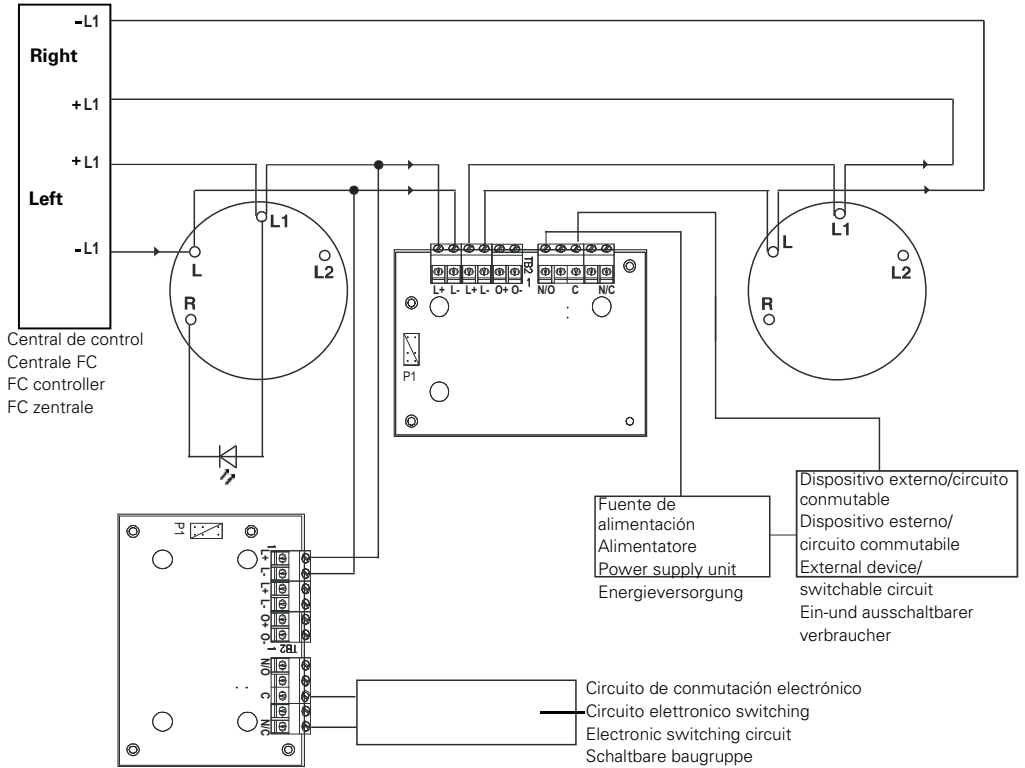 -L1
Right
+L1
+L1
Left
-L1
L1
L
L2
R
L1
L
L2
R
TB2
1
L+ L- L+ L- O+ O- N/O C N/C
P1
Central de control
Centrale FC
FC controller
FC zentrale
Fuente de
alimentación
Alimentatore
Power supply unit
Energieversorgung
Dispositivo externo/circuito
conmutable
Dispositivo esterno/
circuito commutabile
External device/
switchable circuit
Ein-und ausschaltbarer
verbraucher
P1
1
L+
L-
L+
L-
O+
O-
1 TB2
N/O
C
N/C
Circuito de conmutación electrónico
Circuito elettronico switching
Electronic switching circuit
Schaltbare baugruppe